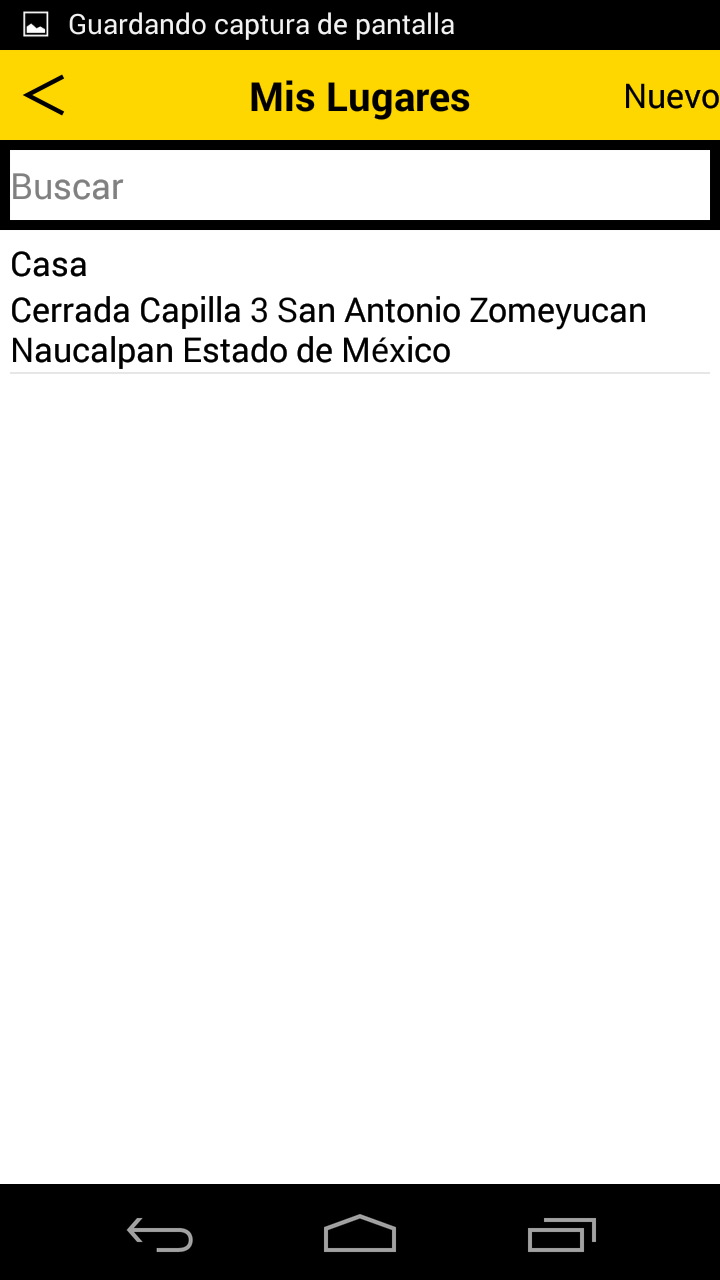 Guardando captura de pantalla
Mis Lugares
Nuevo
Buscar
Casa
Cerrada Capilla 3 San Antonio Zomeyucan
Naucalpan Estado de México